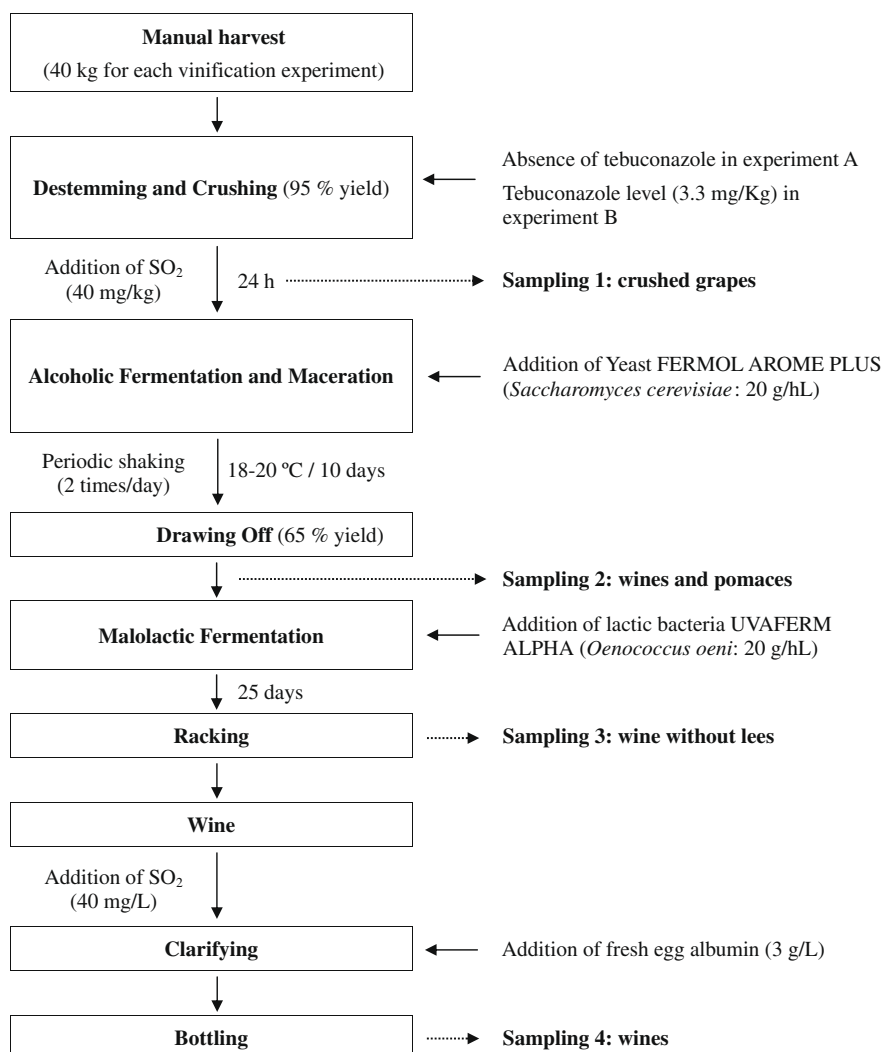 Manual harvest
(40 kg for each vinification experiment)
Destemming and Crushing (95 % yield)
Absence of tebuconazole in experiment A
Tebuconazole level (3.3 mg/Kg) in
experiment B
Addition of SO₂
(40 mg/kg)
24 h
Sampling 1: crushed grapes
Alcoholic Fermentation and Maceration
Addition of Yeast FERMOL AROME PLUS
(Saccharomyces cerevisiae: 20 g/hL)
Periodic shaking
(2 times/day)
18-20 ºC / 10 days
Drawing Off (65 % yield)
Sampling 2: wines and pomaces
Malolactic Fermentation
Addition of lactic bacteria UVAFERM
ALPHA (Oenococcus oeni: 20 g/hL)
25 days
Racking
Sampling 3: wine without lees
Wine
Addition of SO₂
(40 mg/L)
Clarifying
Addition of fresh egg albumin (3 g/L)
Bottling
Sampling 4: wines